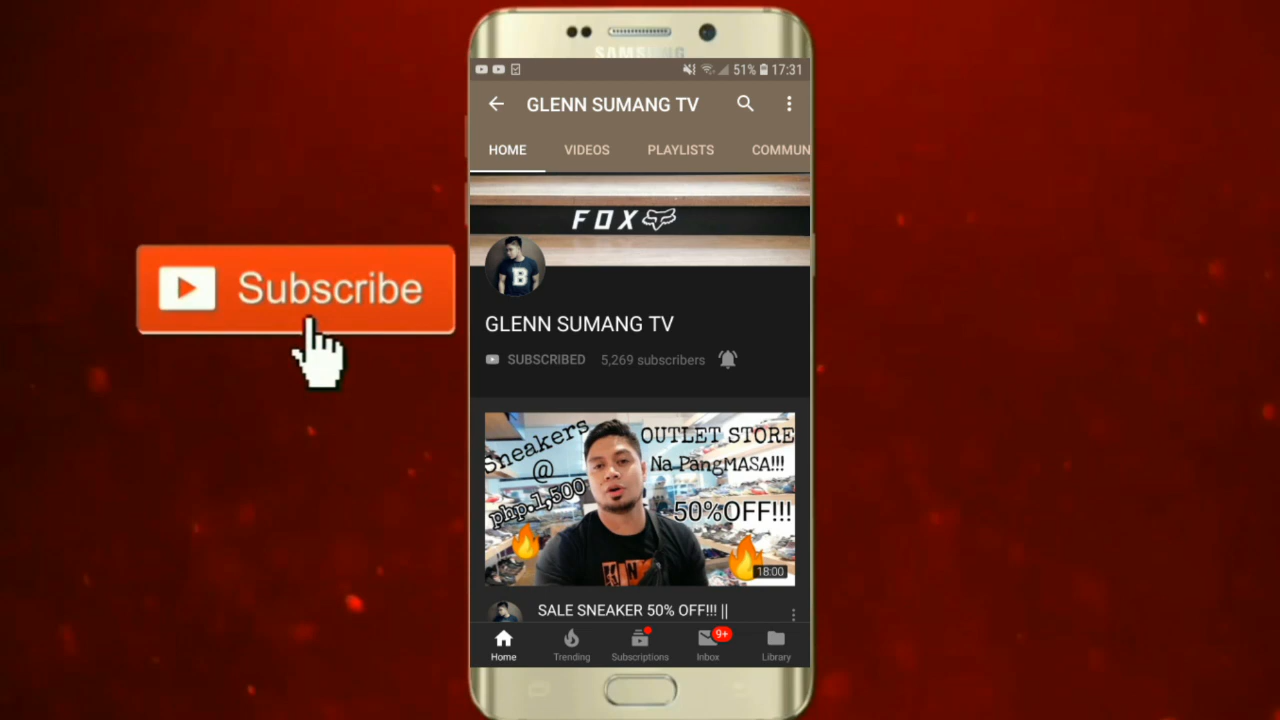 SAMSUNG
51% 17:31
GLENN SUMANG TV
HOME VIDEOS PLAYLISTS COMMUN
FOX
B
Subscribe
GLENN SUMANG TV
SUBSCRIBED 5,269 subscribers
Sneakers
@
php.1,500
OUTLET STORE
Na PangMASA!!!
50%OFF!!!
18:00
SALE SNEAKER 50% OFF!!! ||
9+
Home Trending Subscriptions Inbox Library